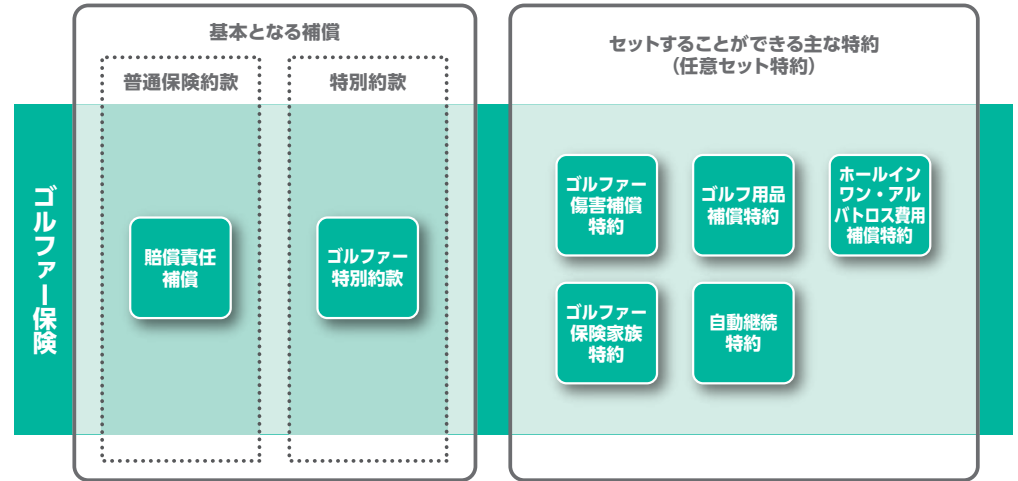 基本となる補償
普通保険約款
特別約款
セットすることができる主な特約
（任意セット特約）
ゴルファー保険
賠償責任
補償
ゴルファー
特別約款
ゴルファー
傷害補償
特約
ゴルフ用品
補償特約
ホールイン
ワン・アル
バトロス費用
補償特約
ゴルファー
保険家族
特約
自動継続
特約